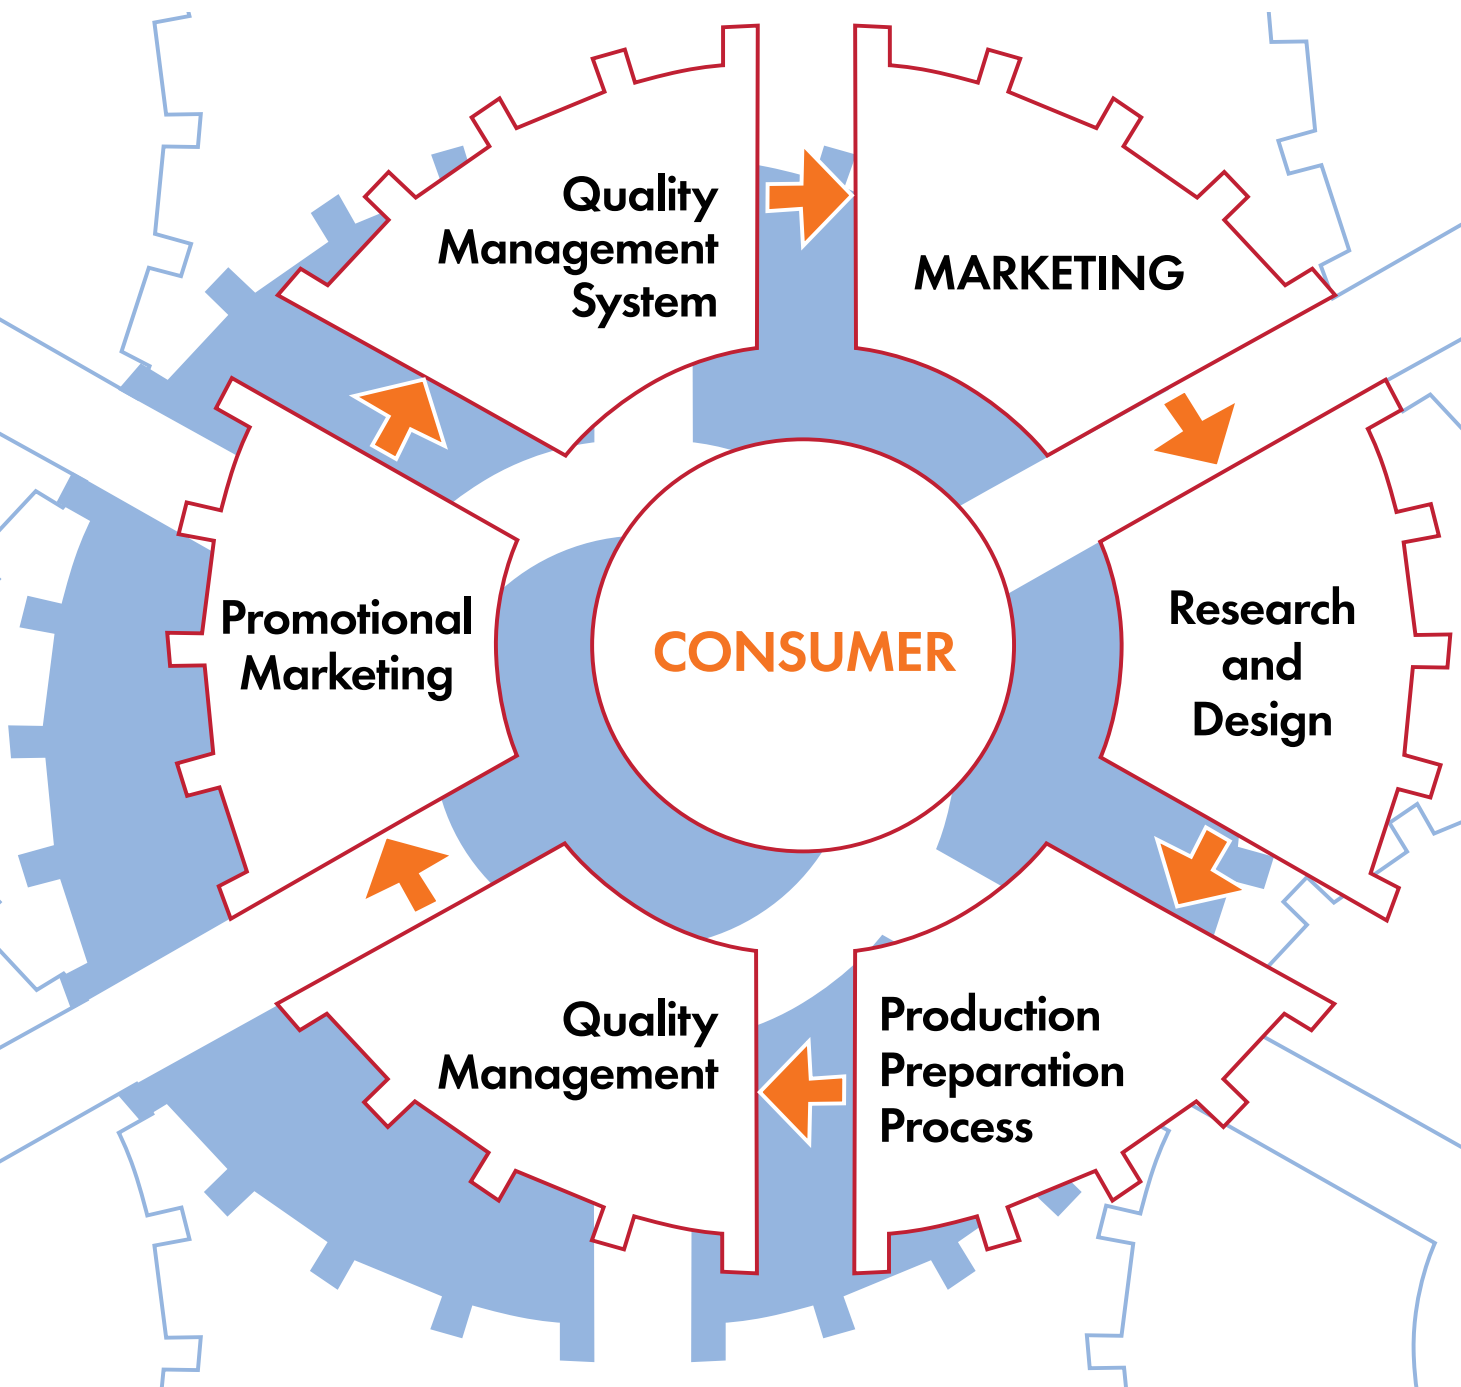 Quality
Management
System
MARKETING
Research
and
Design
Production
Preparation
Process
Quality
Management
Promotional
Marketing
CONSUMER